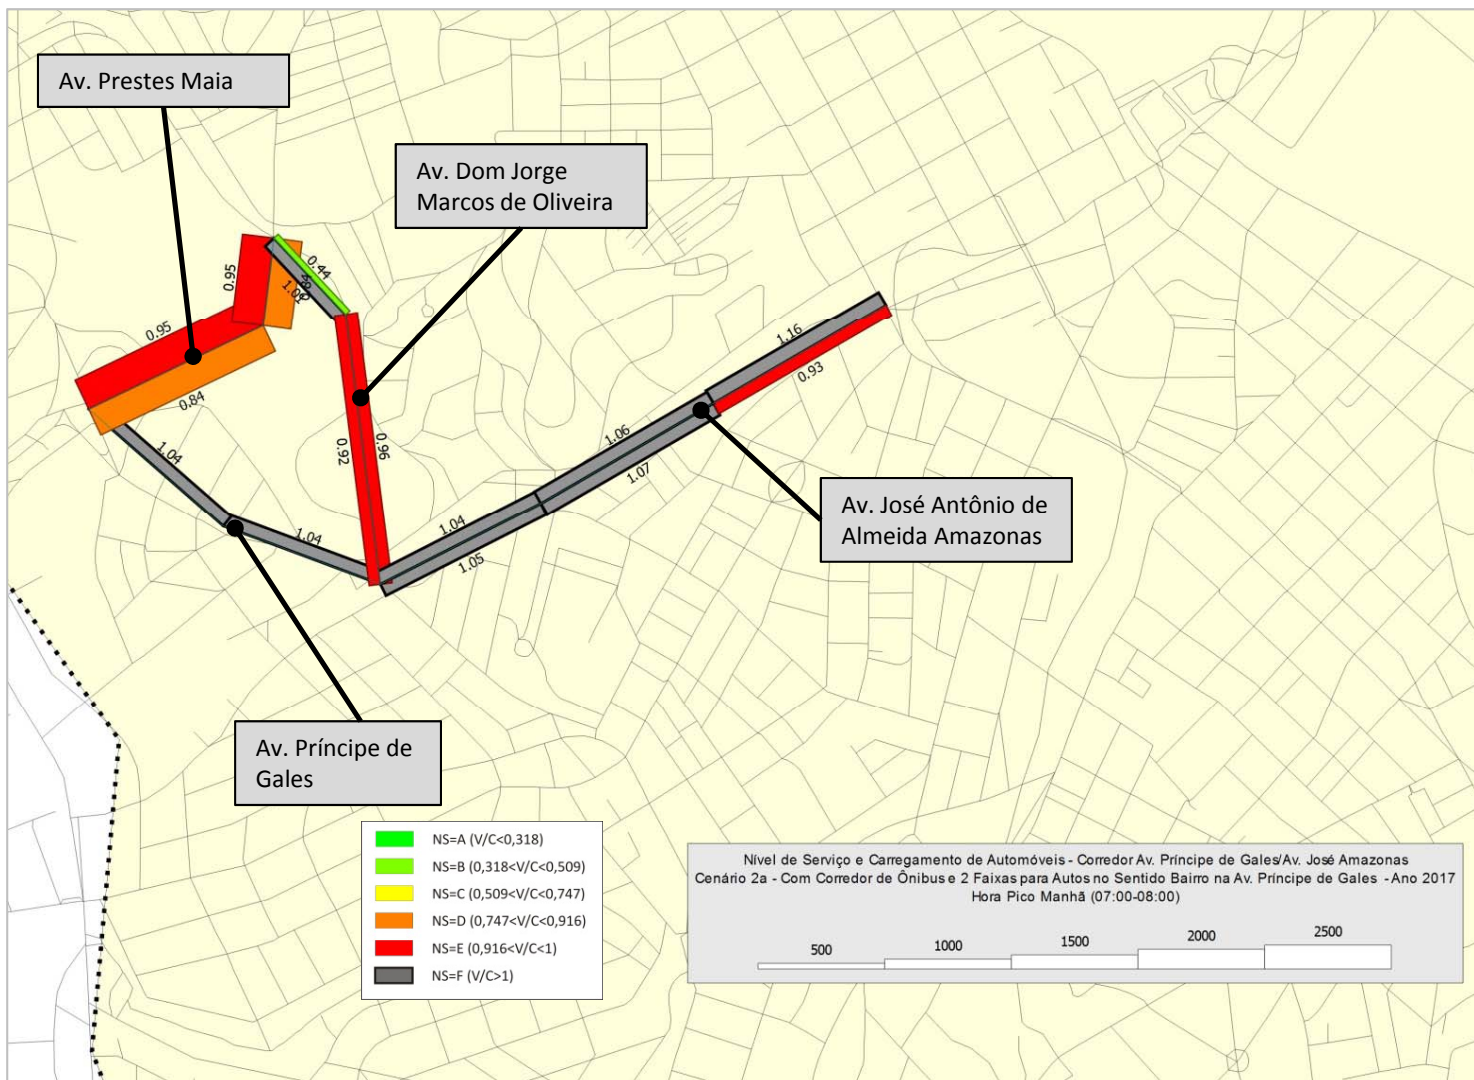 Av. Prestes Maia
Av. Dom Jorge
Marcos de Oliveira
0.44
0.95
1.01
0.95
0.84
1.16
0.93
1.06
1.07
0.92
0.96
1.04
1.04
1.04
1.05
Av. José Antônio de
Almeida Amazonas
Av. Príncipe de
Gales
NS=A (V/C<0,318)
NS=B (0,318<V/C<0,509)
NS=C (0,509<V/C<0,747)
NS=D (0,747<V/C<0,916)
NS=E (0,916<V/C<1)
NS=F (V/C>1)
Nível de Serviço e Carregamento de Automóveis - Corredor Av. Príncipe de Gales/Av. José Amazonas
Cenário 2a - Com Corredor de Ônibus e 2 Faixas para Autos no Sentido Bairro na Av. Príncipe de Gales - Ano 2017
Hora Pico Manhã (07:00-08:00)
500
1000
1500
2000
2500